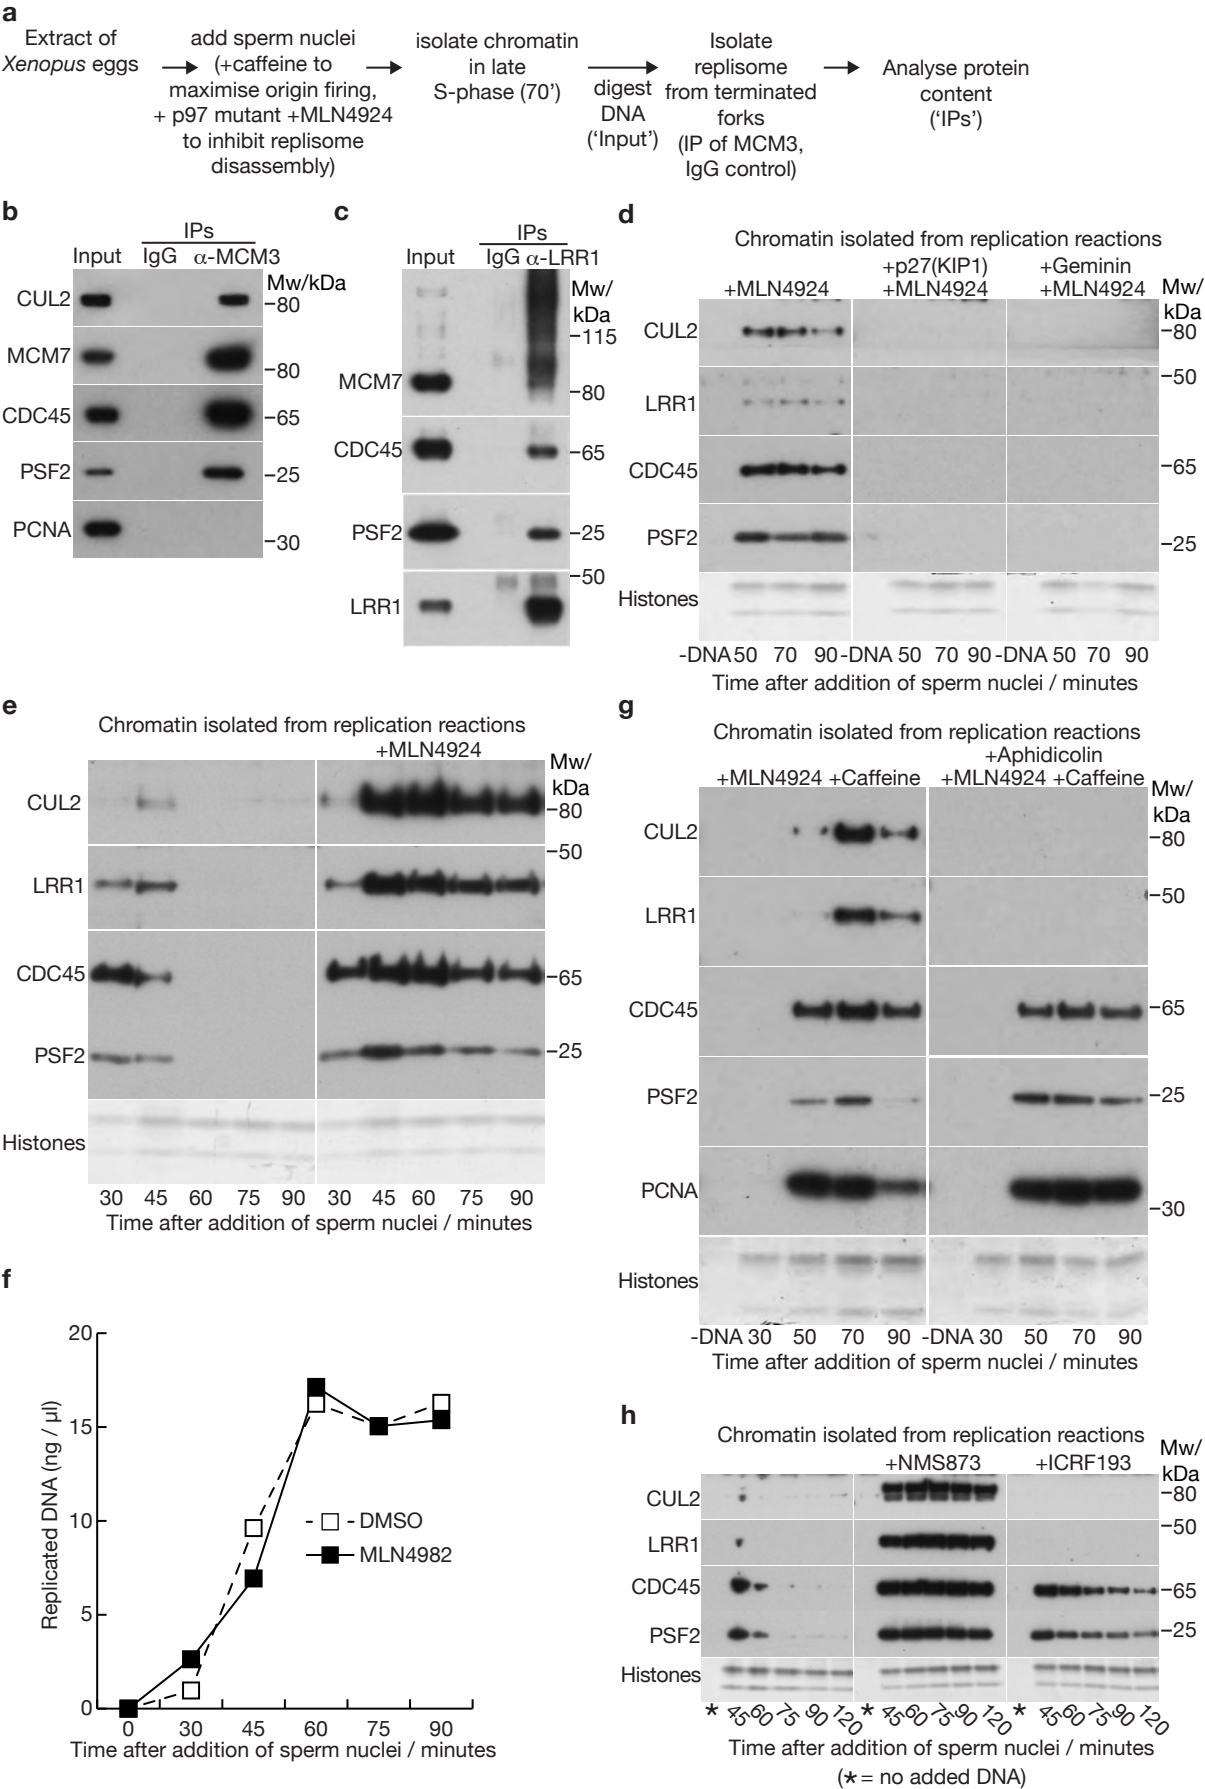 a
Extract of
Xenopus eggs
add sperm nuclei
(+caffeine to
maximise origin firing,
+ p97 mutant +MLN4924
to inhibit replisome
disassembly)
isolate chromatin
in late
S-phase (70’)
digest
DNA
(‘Input’)
Isolate
replisome
from terminated
forks
(IP of MCM3,
IgG control)
Analyse protein
content
(‘IPs’)
b
IPs
Input IgG α-MCM3
Mw/kDa
CUL2
−80
MCM7
−80
CDC45
−65
PSF2
−25
PCNA
−30
c
IPs
Input IgG α-LRR1
Mw/
kDa
−115
MCM7
−80
CDC45
−65
PSF2
−25
−50
LRR1
d
Chromatin isolated from replication reactions
+p27(KIP1) +Geminin
+MLN4924 +MLN4924 +MLN4924
Mw/
kDa
CUL2
−80
−50
LRR1
CDC45
−65
PSF2
−25
Histones
-DNA 50 70 90 -DNA 50 70 90 -DNA 50 70 90
Time after addition of sperm nuclei / minutes
e
Chromatin isolated from replication reactions
+MLN4924
Mw/
kDa
CUL2
−80
−50
LRR1
CDC45
−65
PSF2
−25
Histones
30 45 60 75 90 30 45 60 75 90
Time after addition of sperm nuclei / minutes
f
Replicated DNA (ng / µl)
20
15
10
5
0
DMSO
MLN4982
0 30 45 60 75 90
Time after addition of sperm nuclei / minutes
g
Chromatin isolated from replication reactions
+Aphidicolin
+MLN4924 +Caffeine +MLN4924 +Caffeine
Mw/
kDa
CUL2
−80
−50
LRR1
CDC45
−65
PSF2
−25
PCNA
−30
Histones
-DNA 30 50 70 90 -DNA 30 50 70 90
Time after addition of sperm nuclei / minutes
h
Chromatin isolated from replication reactions
+NMS873 +ICRF193
Mw/
kDa
CUL2
−80
−50
LRR1
CDC45
−65
PSF2
−25
Histones
* 45 60 75 90 120 * 45 60 75 90 120 * 45 60 75 90 120
Time after addition of sperm nuclei / minutes
(*= no added DNA)